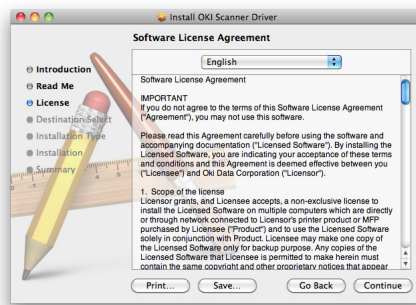 Install OKI Scanner Driver
Software License Agreement
English
Introduction
Read Me
License
Destination Select
Installation Type
Installation
Summary
Software License Agreement
IMPORTANT
If you do not agree to the terms of this Software License Agreement
("Agreement"), you may not use this software.
Please read this Agreement carefully before using the software and
accompanying documentation ("Licensed Software"). By installing the
Licensed Software, you are indicating your acceptance of these terms
and conditions and this Agreement is deemed effective between you
("Licensee") and Oki Data Corporation ("Licensor").
1. Scope of the license
Licensor grants, and Licensee accepts, a non-exclusive license to
install the Licensed Software on multiple computers which are directly
or through network connected to Licensor's printer product or MFP
purchased by Licensee ("Product") and to use the Licensed Software
solely in conjunction with Product. Licensee may make one copy of
the Licensed Software only for backup purpose. Any copies of the
Licensed Software that Licensee is permitted to make herein must
contain the same copyright and other proprietary notices that appear
Print...
Save...
Go Back
Continue